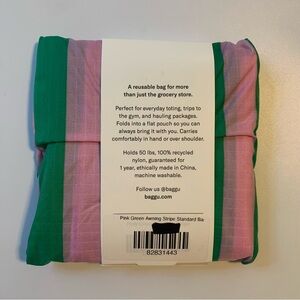 A reusable bag for more
than just the grocery store.
Perfect for everyday toting, trips to
the gym, and hauling packages.
Folds into a flat pouch so you can
always bring it with you. Carries
comfortably in hand or over shoulder.
Holds 50 lbs, 100% recycled
nylon, guaranteed for
1 year, ethically made in China,
machine washable.
Follow us @baggu
baggu.com
Pink Green Awning Stripe Standard Ba
82831443